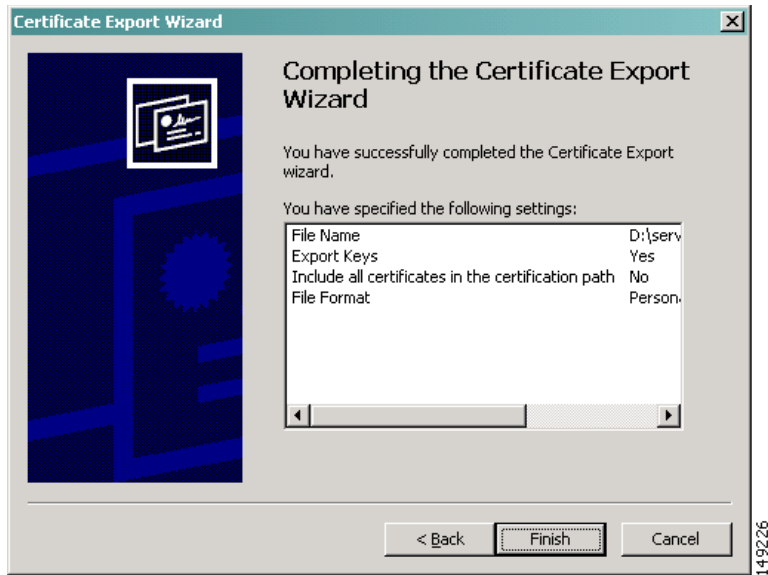 Certificate Export Wizard
Completing the Certificate Export
Wizard
You have successfully completed the Certificate Export
wizard.
You have specified the following settings:
File Name D:\serv
Export Keys Yes
Include all certificates in the certification path No
File Format Persona
< Back Finish Cancel
149226